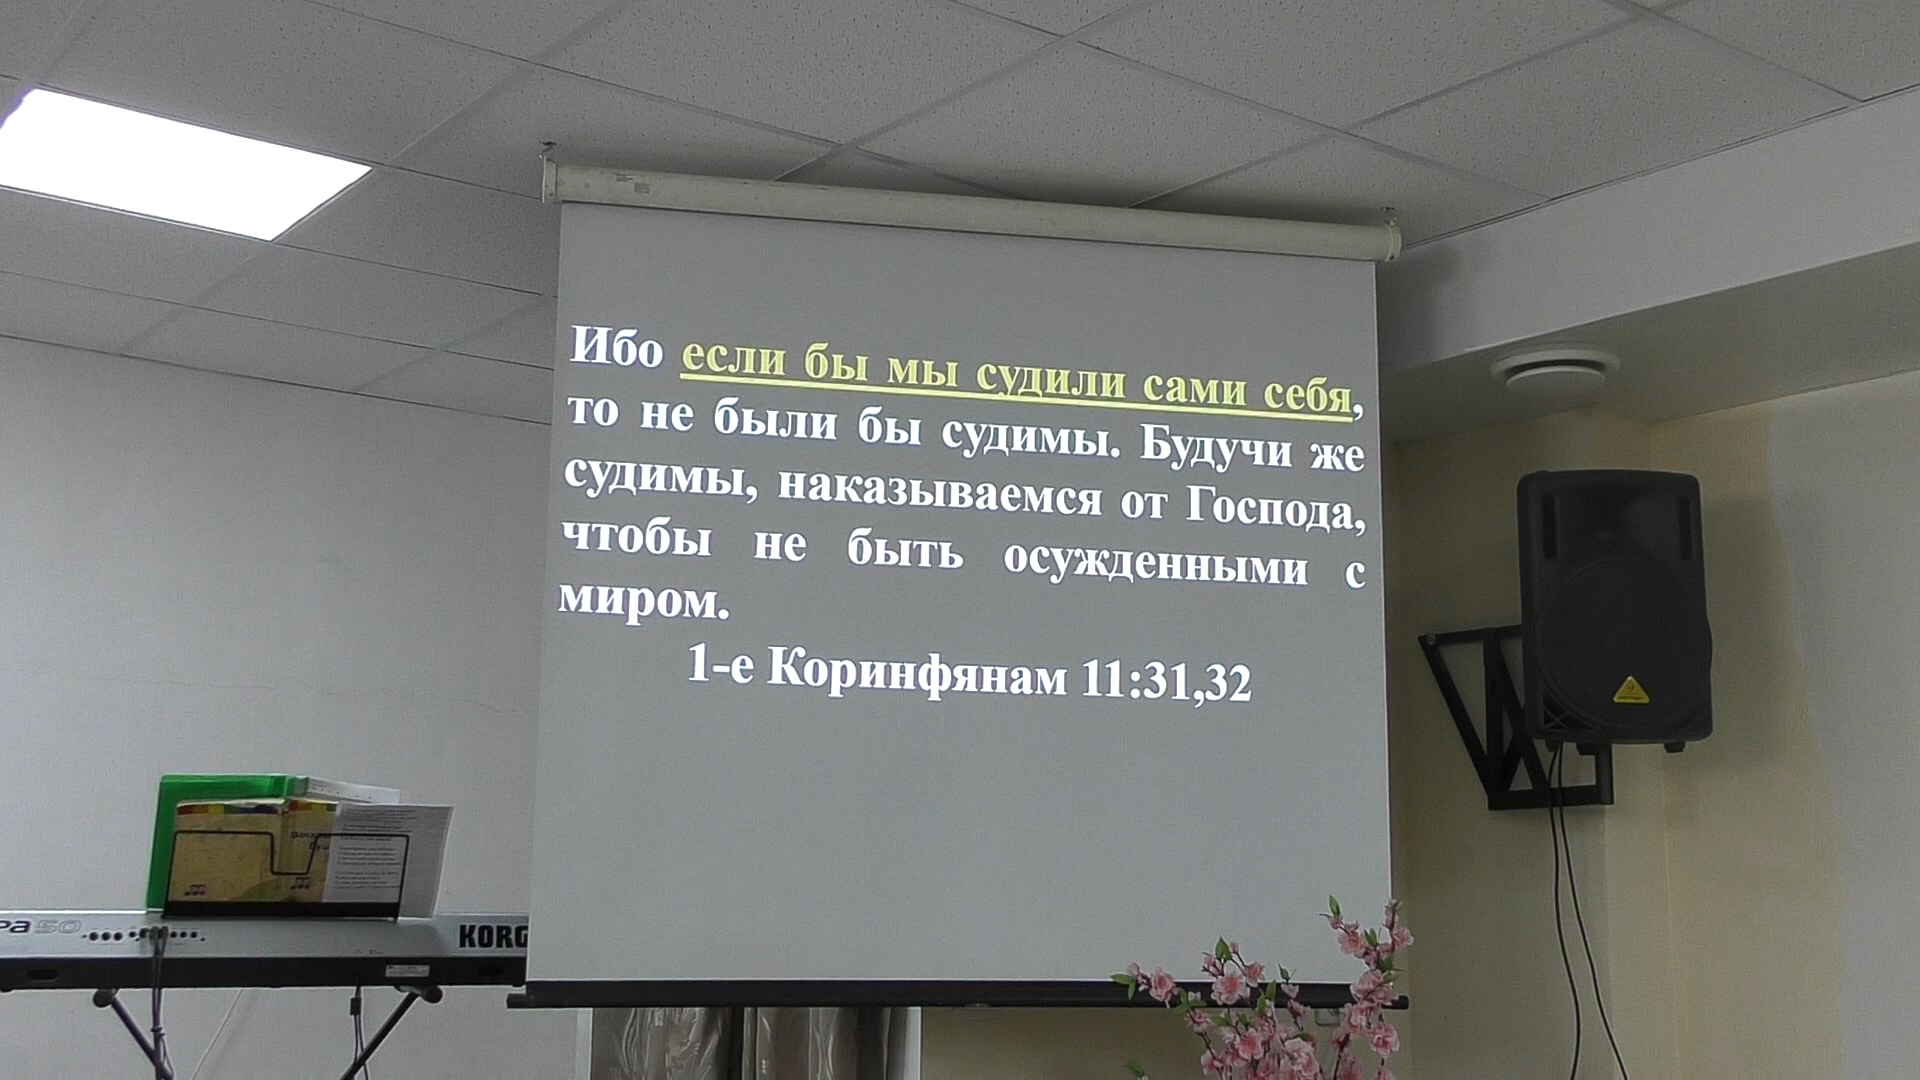 Ибо если бы мы судили сами себя,
то не были бы судимы. Будучи же
судимы, наказываемся от Господа,
чтобы не быть осужденными с
миром.
1-е Коринфянам 11:31,32
Pa50
KORG